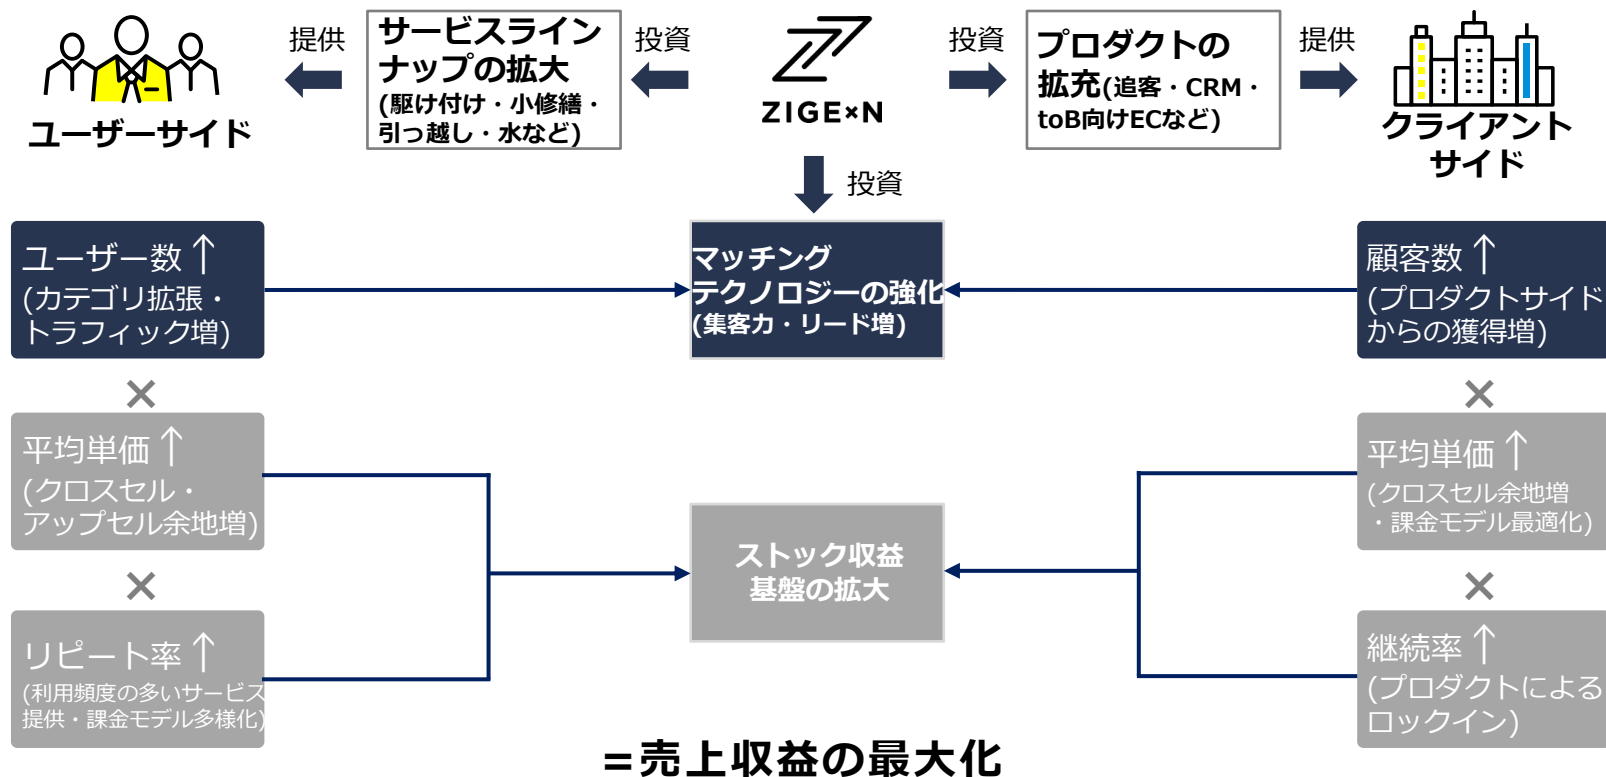 提供
サービスライン
ナップの拡大
(駆け付け・小修繕・
引っ越し・水など)
投資
ZIGE×N
投資
プロダクトの
拡充(追客・CRM・
toB向けECなど)
提供
ユーザーサイド
クライアント
サイド
投資
ユーザー数↑
(カテゴリ拡張・
トラフィック増)
マッチング
テクノロジーの強化
(集客力・リード増)
顧客数↑
(プロダクトサイド
からの獲得増)
×
×
平均単価↑
(クロスセル・
アップセル余地増)
平均単価↑
(クロスセル余地増
・課金モデル最適化)
ストック収益
基盤の拡大
×
×
リピート率↑
(利用頻度の多いサービス
提供・課金モデル多様化)
継続率↑
(プロダクトによる
ロックイン)
=売上収益の最大化